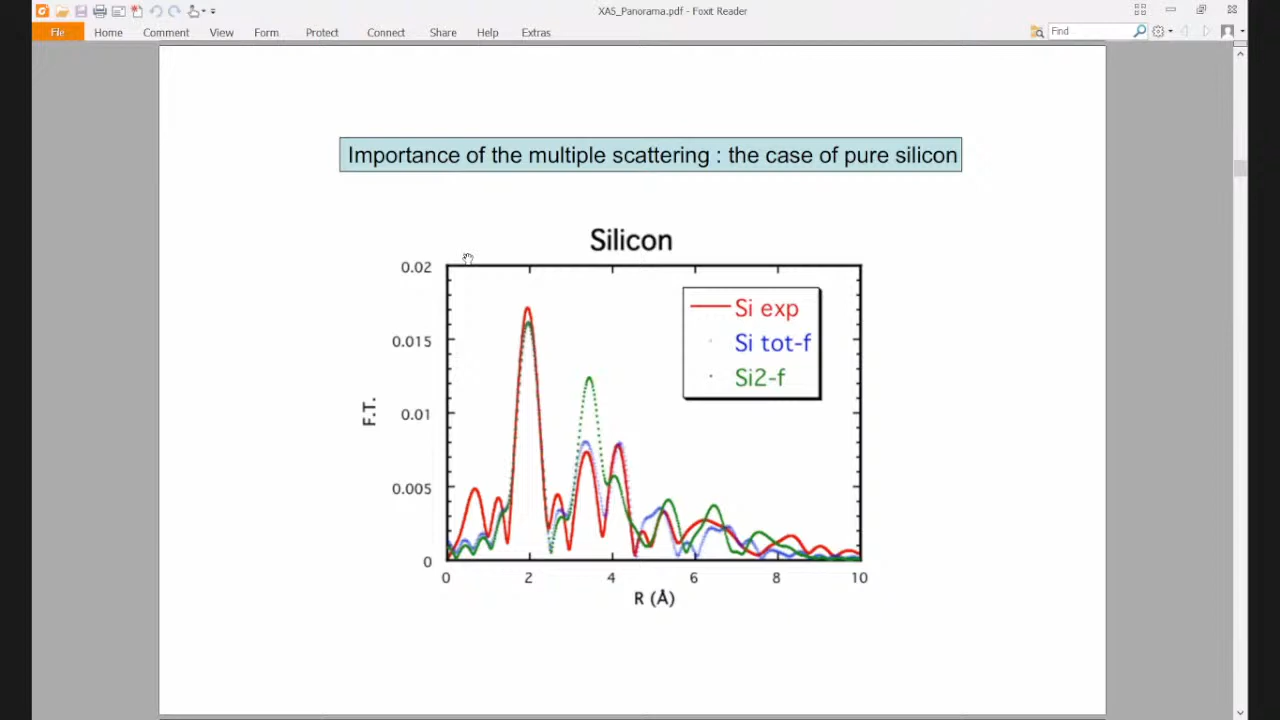 XAS_Panorama.pdf - Foxit Reader
File Home Comment View Form Protect Connect Share Help Extras Find
Importance of the multiple scattering : the case of pure silicon
Silicon
0.02
0.015
0.01
0.005
0
F.T.
Si exp
Si tot-f
Si2-f
0 2 4 6 8 10
R (Å)